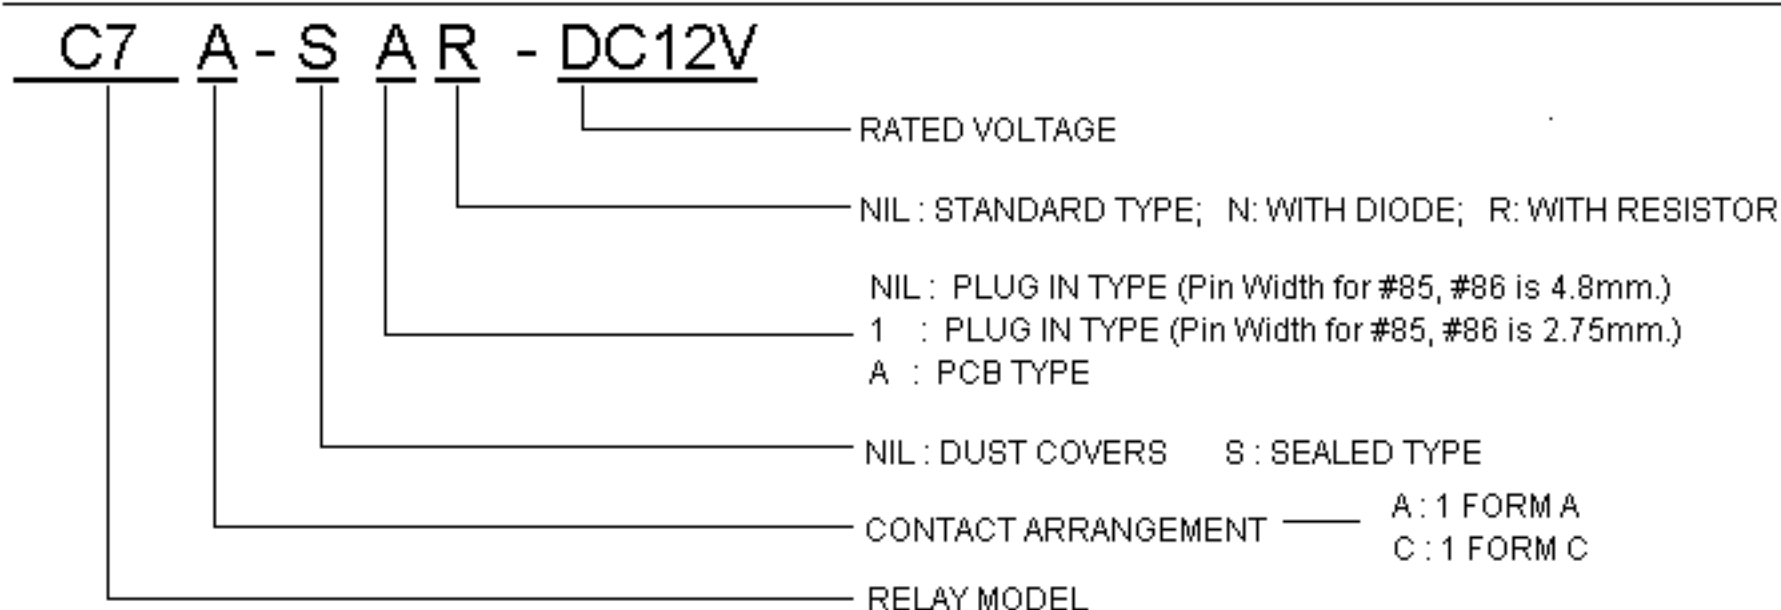 C7 A - S A R - DC12V
RATED VOLTAGE
NIL : STANDARD TYPE; N: WITH DIODE; R: WITH RESISTOR
NIL : PLUG IN TYPE (Pin Width for #85, #86 is 4.8mm.)
1 : PLUG IN TYPE (Pin Width for #85, #86 is 2.75mm.)
A : PCB TYPE
NIL : DUST COVERS S : SEALED TYPE
CONTACT ARRANGEMENT
A : 1 FORM A
C : 1 FORM C
RELAY MODEL